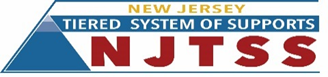 NEW JERSEY
TIERED SYSTEM OF SUPPORTS
NJTSS